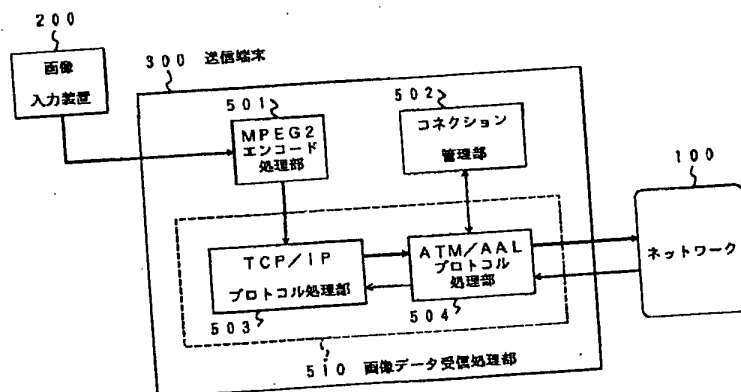 ２００
画像
入力装置
３００ 送信端末
５０１
ＭＰＥＧ２
エンコード
処理部
５０２
コネクション
管理部
１００
ネットワーク
ＴＣＰ／ＩＰ
プロトコル処理部
ＡＴＭ／ＡＡＬ
プロトコル
処理部
５０３
５０４
５１０ 画像データ受信処理部